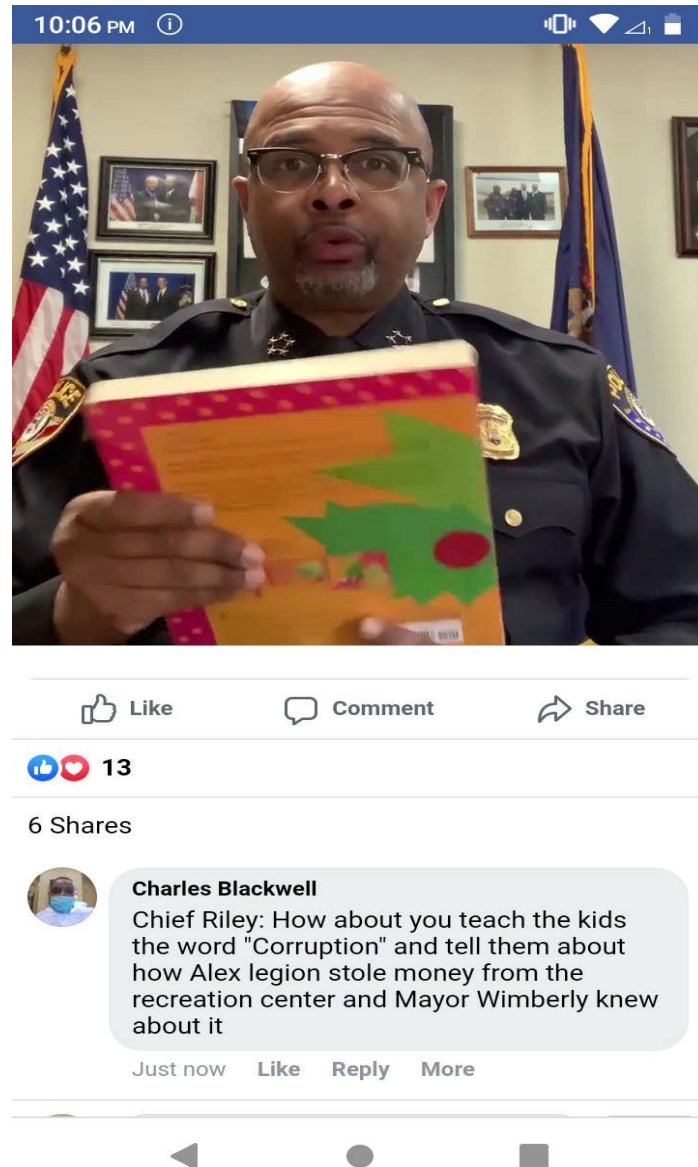 10:06 PM
Like Comment Share
13
6 Shares
Charles Blackwell
Chief Riley: How about you teach the kids
the word "Corruption" and tell them about
how Alex legion stole money from the
recreation center and Mayor Wimberly knew
about it
Just now Like Reply More